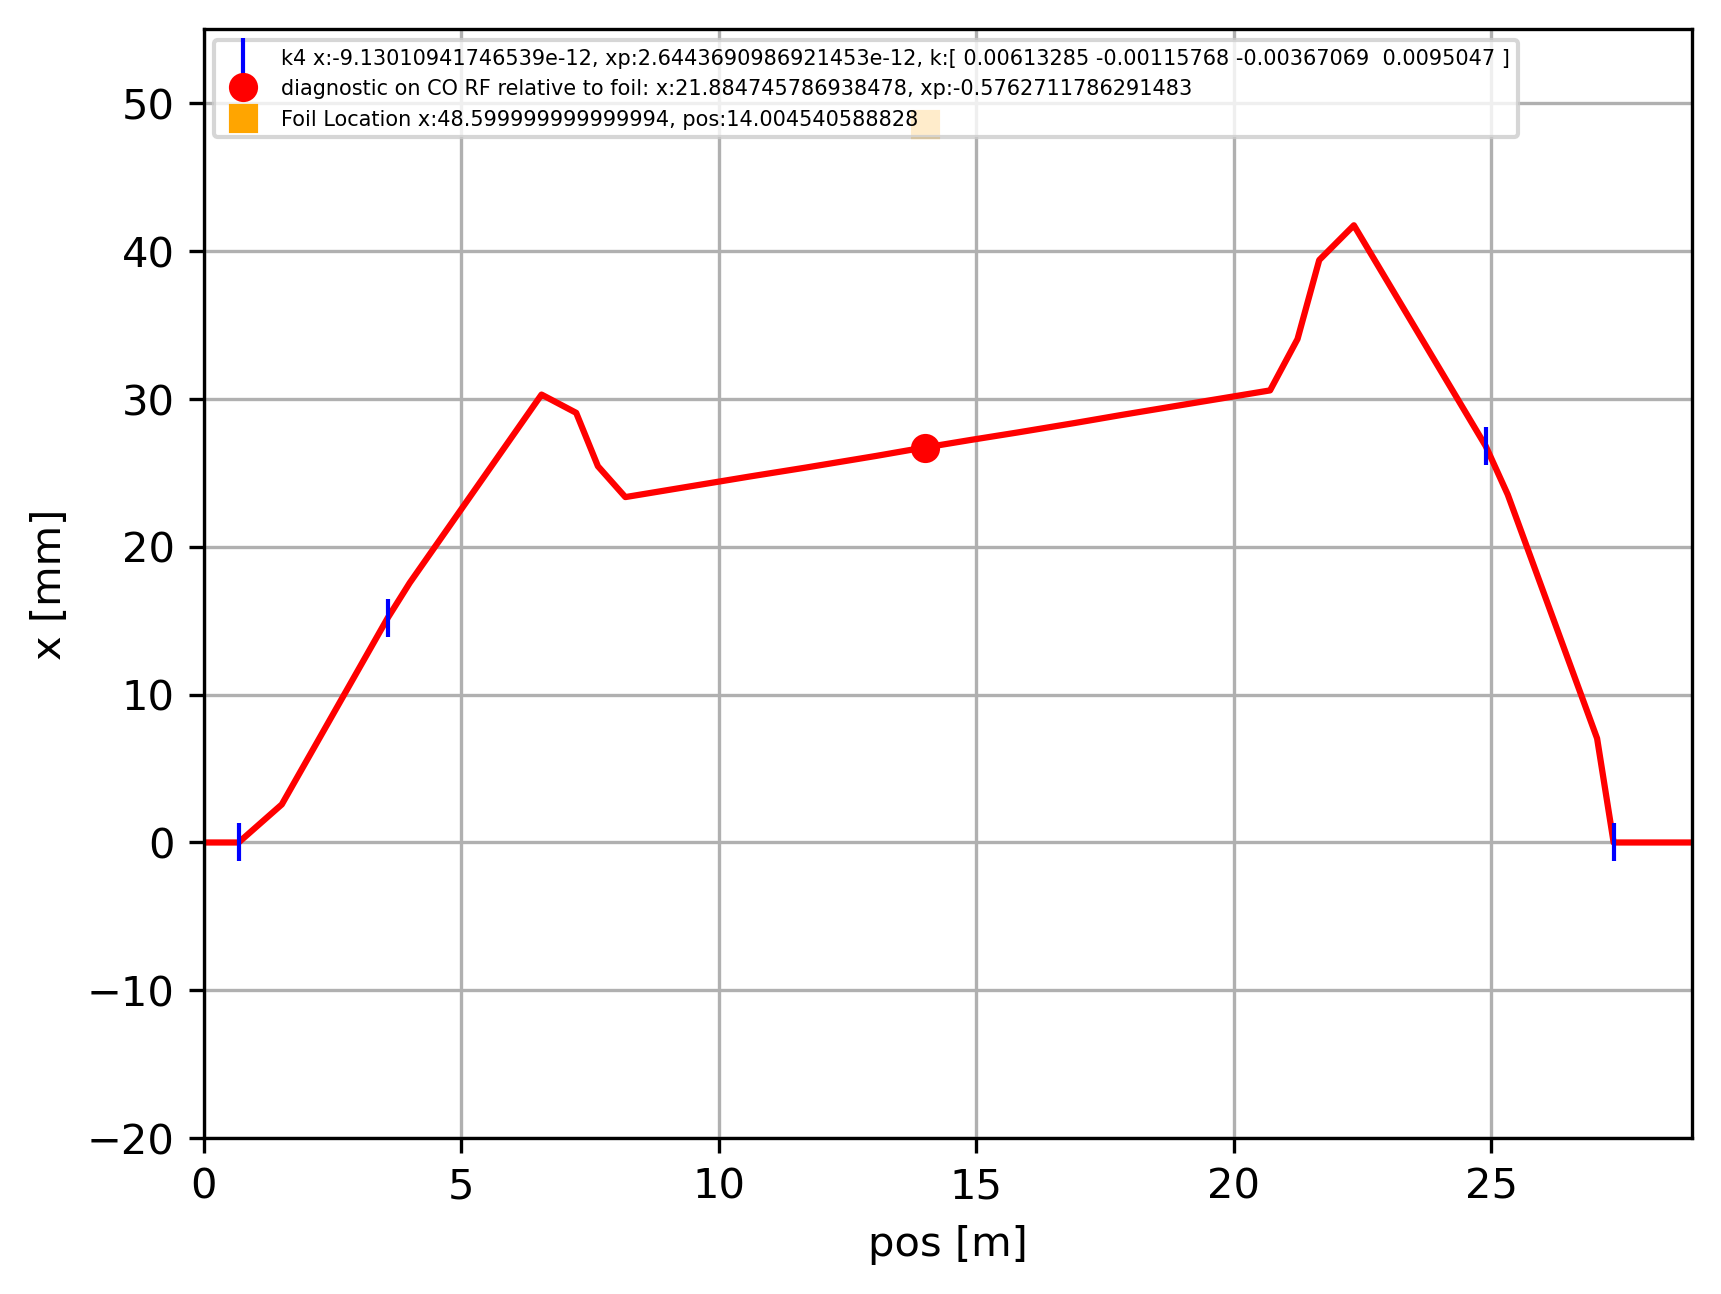 k4 x:-9.13010941746539e-12, xp:2.6443690986921453e-12, k:[ 0.00613285 -0.00115768 -0.00367069  0.0095047 ]
diagnostic on CO RF relative to foil: x:21.884745786938478, xp:-0.5762711786291483
Foil Location x:48.599999999999994, pos:14.004540588828
50
40
30
20
10
0
−10
−20
x [mm]
0 5 10 15 20 25
pos [m]